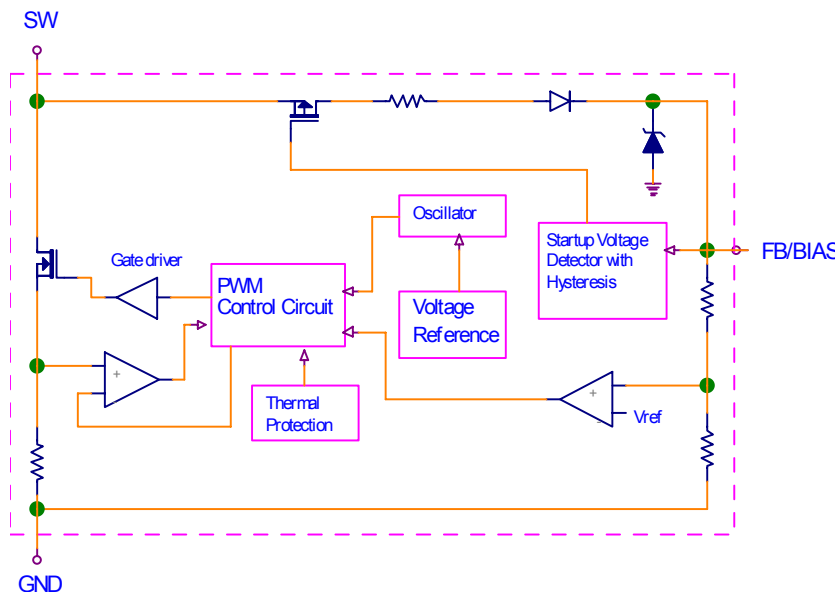 SW
Oscillator
Startup Voltage
Detector with
Hysteresis
FB/BIAS
Gate driver
PWM
Control Circuit
Voltage
Reference
+
Thermal
Protection
+
Vref
-
GND